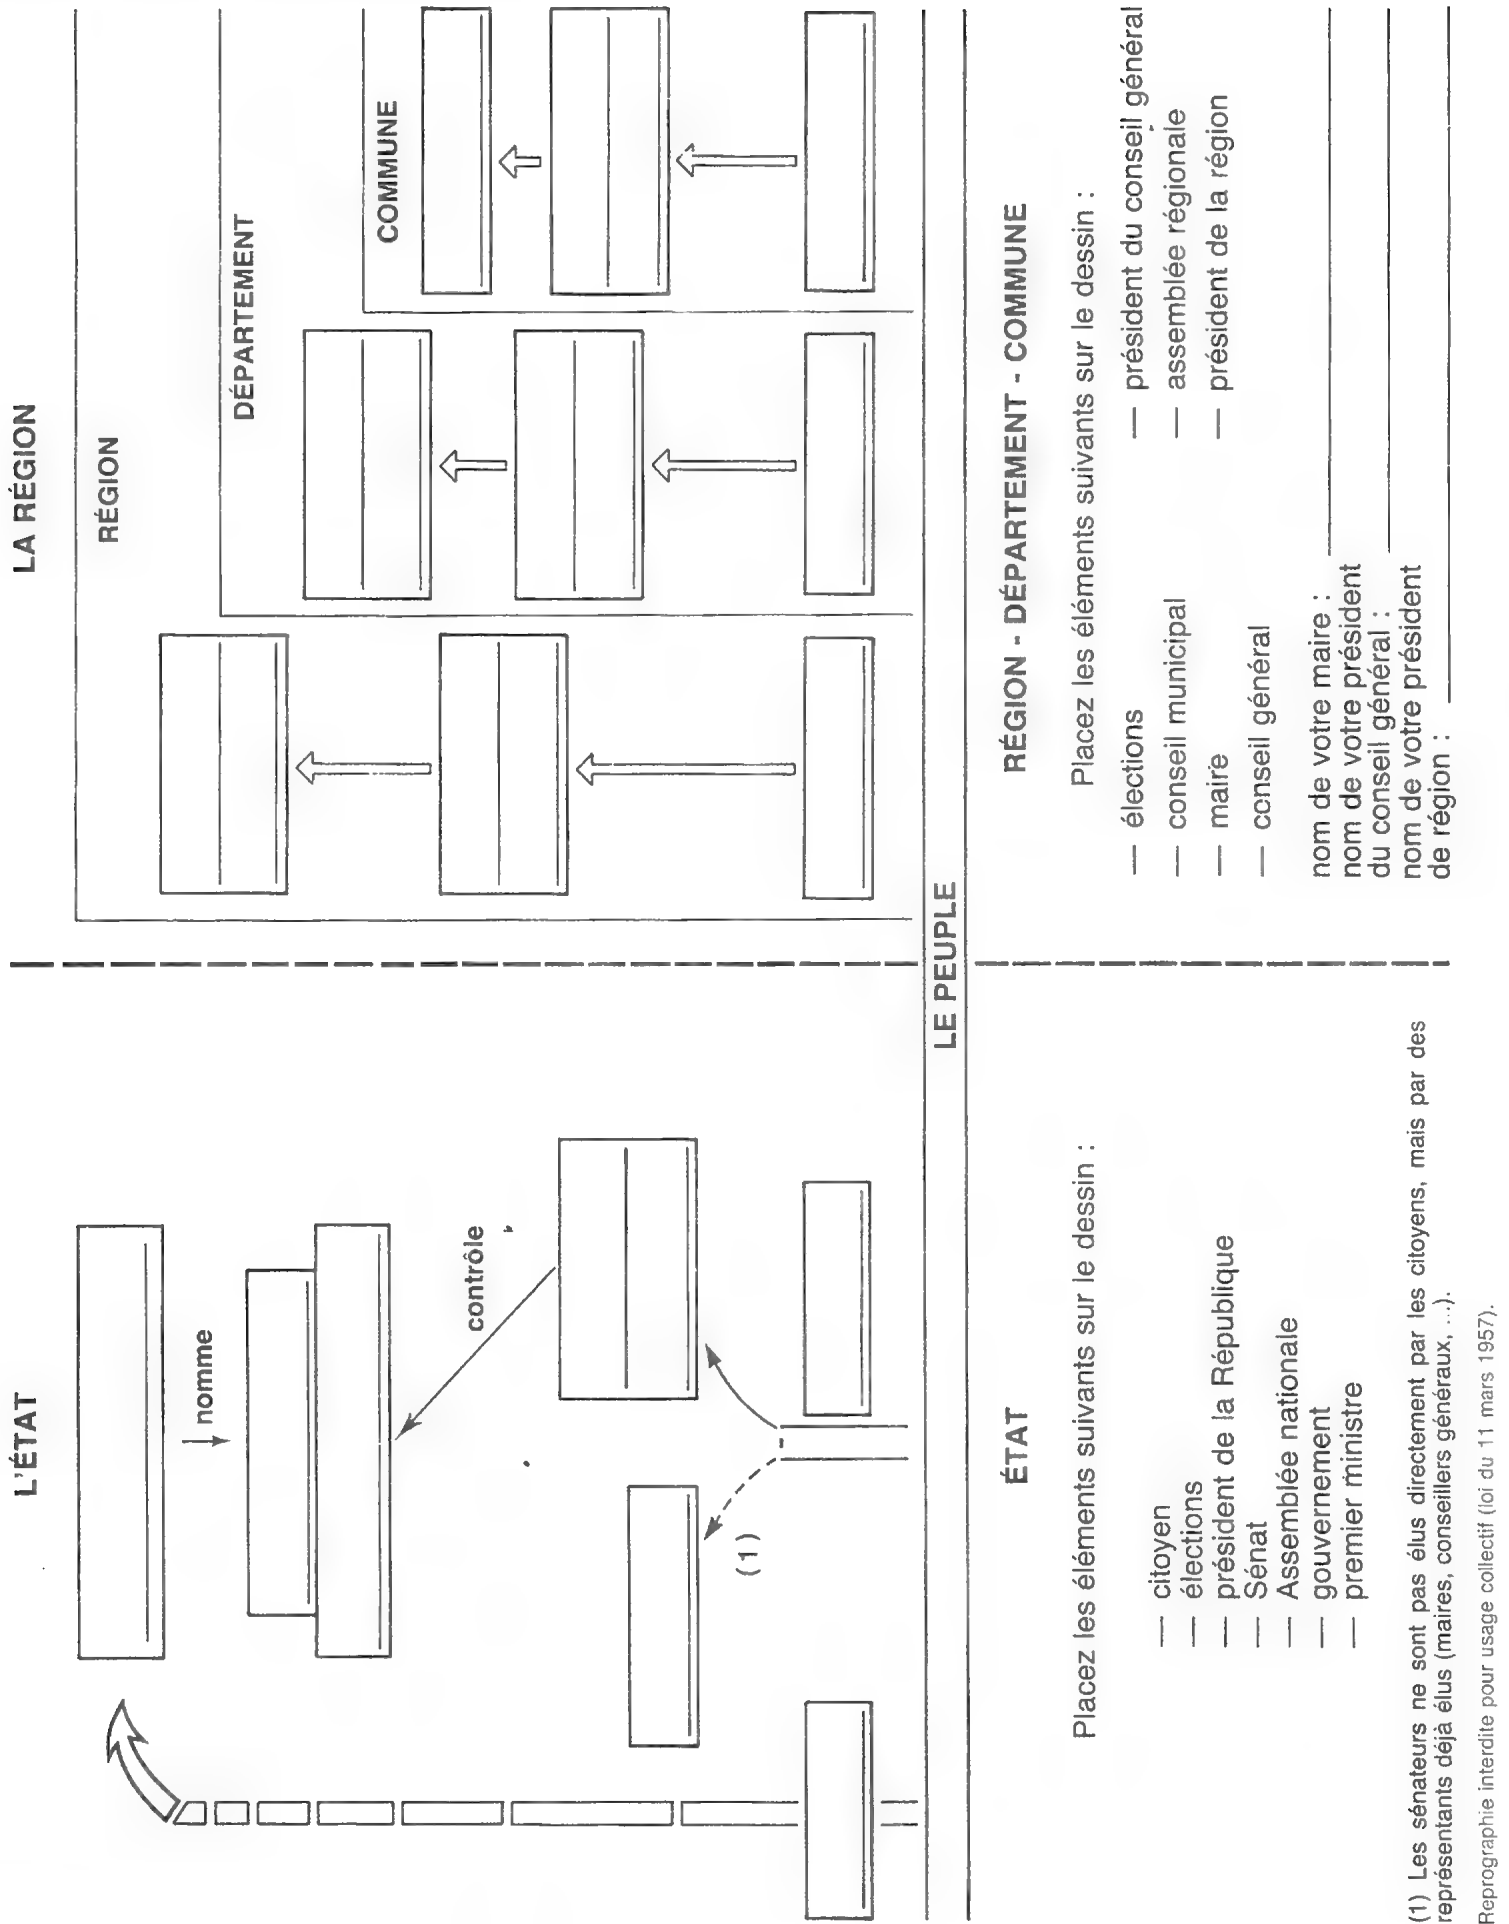 L'ÉTAT
nomme
contrôle
(1)
LA RÉGION
RÉGION
DÉPARTEMENT
COMMUNE
LE PEUPLE
ÉTAT
Placez les éléments suivants sur le dessin :
— citoyen
— élections
— président de la République
— Sénat
— Assemblée nationale
— gouvernement
— premier ministre
RÉGION - DÉPARTEMENT - COMMUNE
Placez les éléments suivants sur le dessin :
— élections
— conseil municipal
— maire
— conseil général
— président du conseil général
— assemblée régionale
— président de la région
nom de votre maire :
nom de votre président
du conseil général :
nom de votre président
de région :
(1) Les sénateurs ne sont pas élus directement par les citoyens, mais par des
représentants déjà élus (maires, conseillers généraux, ...).
Reprographie interdite pour usage collectif (loi du 11 mars 1957).